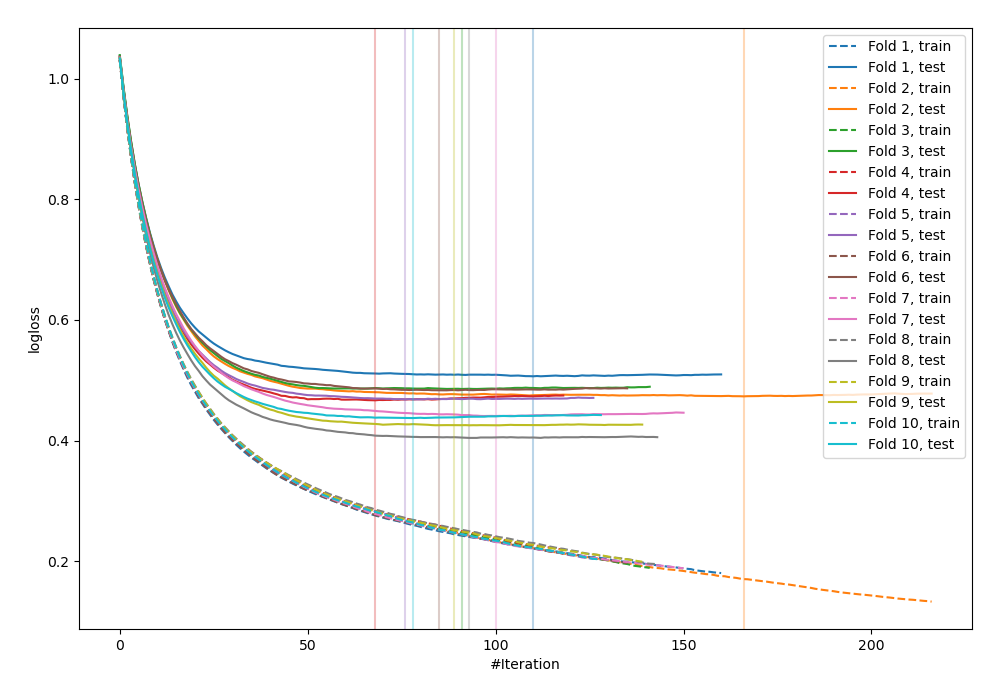 1.0
0.8
0.6
0.4
0.2
logloss
0
50
100
150
200
#Iteration
Fold 1, train
Fold 1, test
Fold 2, train
Fold 2, test
Fold 3, train
Fold 3, test
Fold 4, train
Fold 4, test
Fold 5, train
Fold 5, test
Fold 6, train
Fold 6, test
Fold 7, train
Fold 7, test
Fold 8, train
Fold 8, test
Fold 9, train
Fold 9, test
Fold 10, train
Fold 10, test